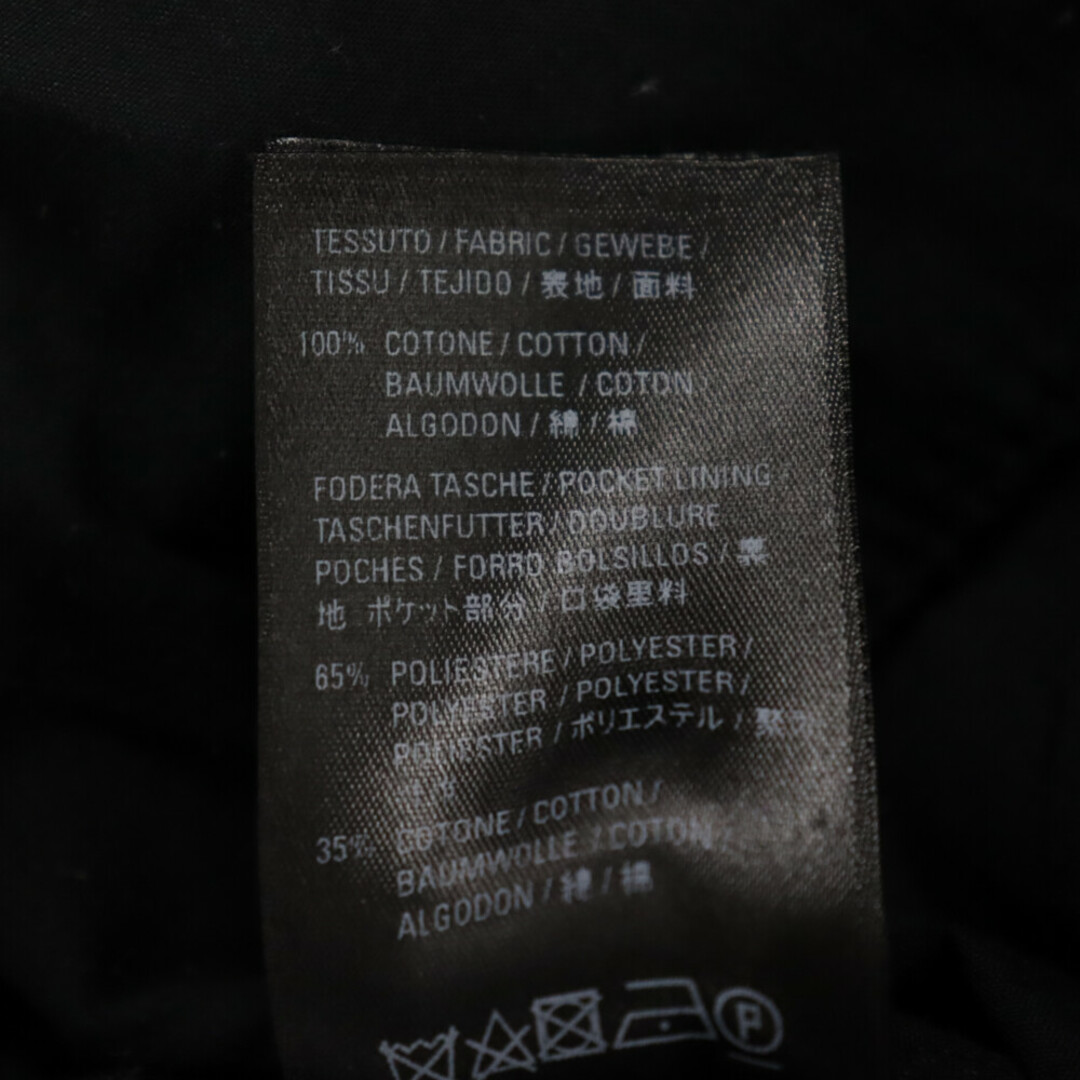 TESSUTO / FABRIC / GEWEBE /
TISSU / TEJIDO / 表地 / 面料
100% COTONE / COTTON /
BAUMWOLLE / COTON /
ALGODON / 綿 / 棉
FODERA TASCHE / POCKET LINING /
TASCHENFUTTER / DOUBLURE
POCHES / FORRO BOLSILLOS / 裏
地 ポケット部分 / 口袋里料
65% POLIESTERE / POLYESTER /
POLYESTER / POLYESTER /
POLIESTER / ポリエステル / 聚
35% COTONE / COTTON /
BAUMWOLLE / COTON /
ALGODON / 綿 / 棉
P